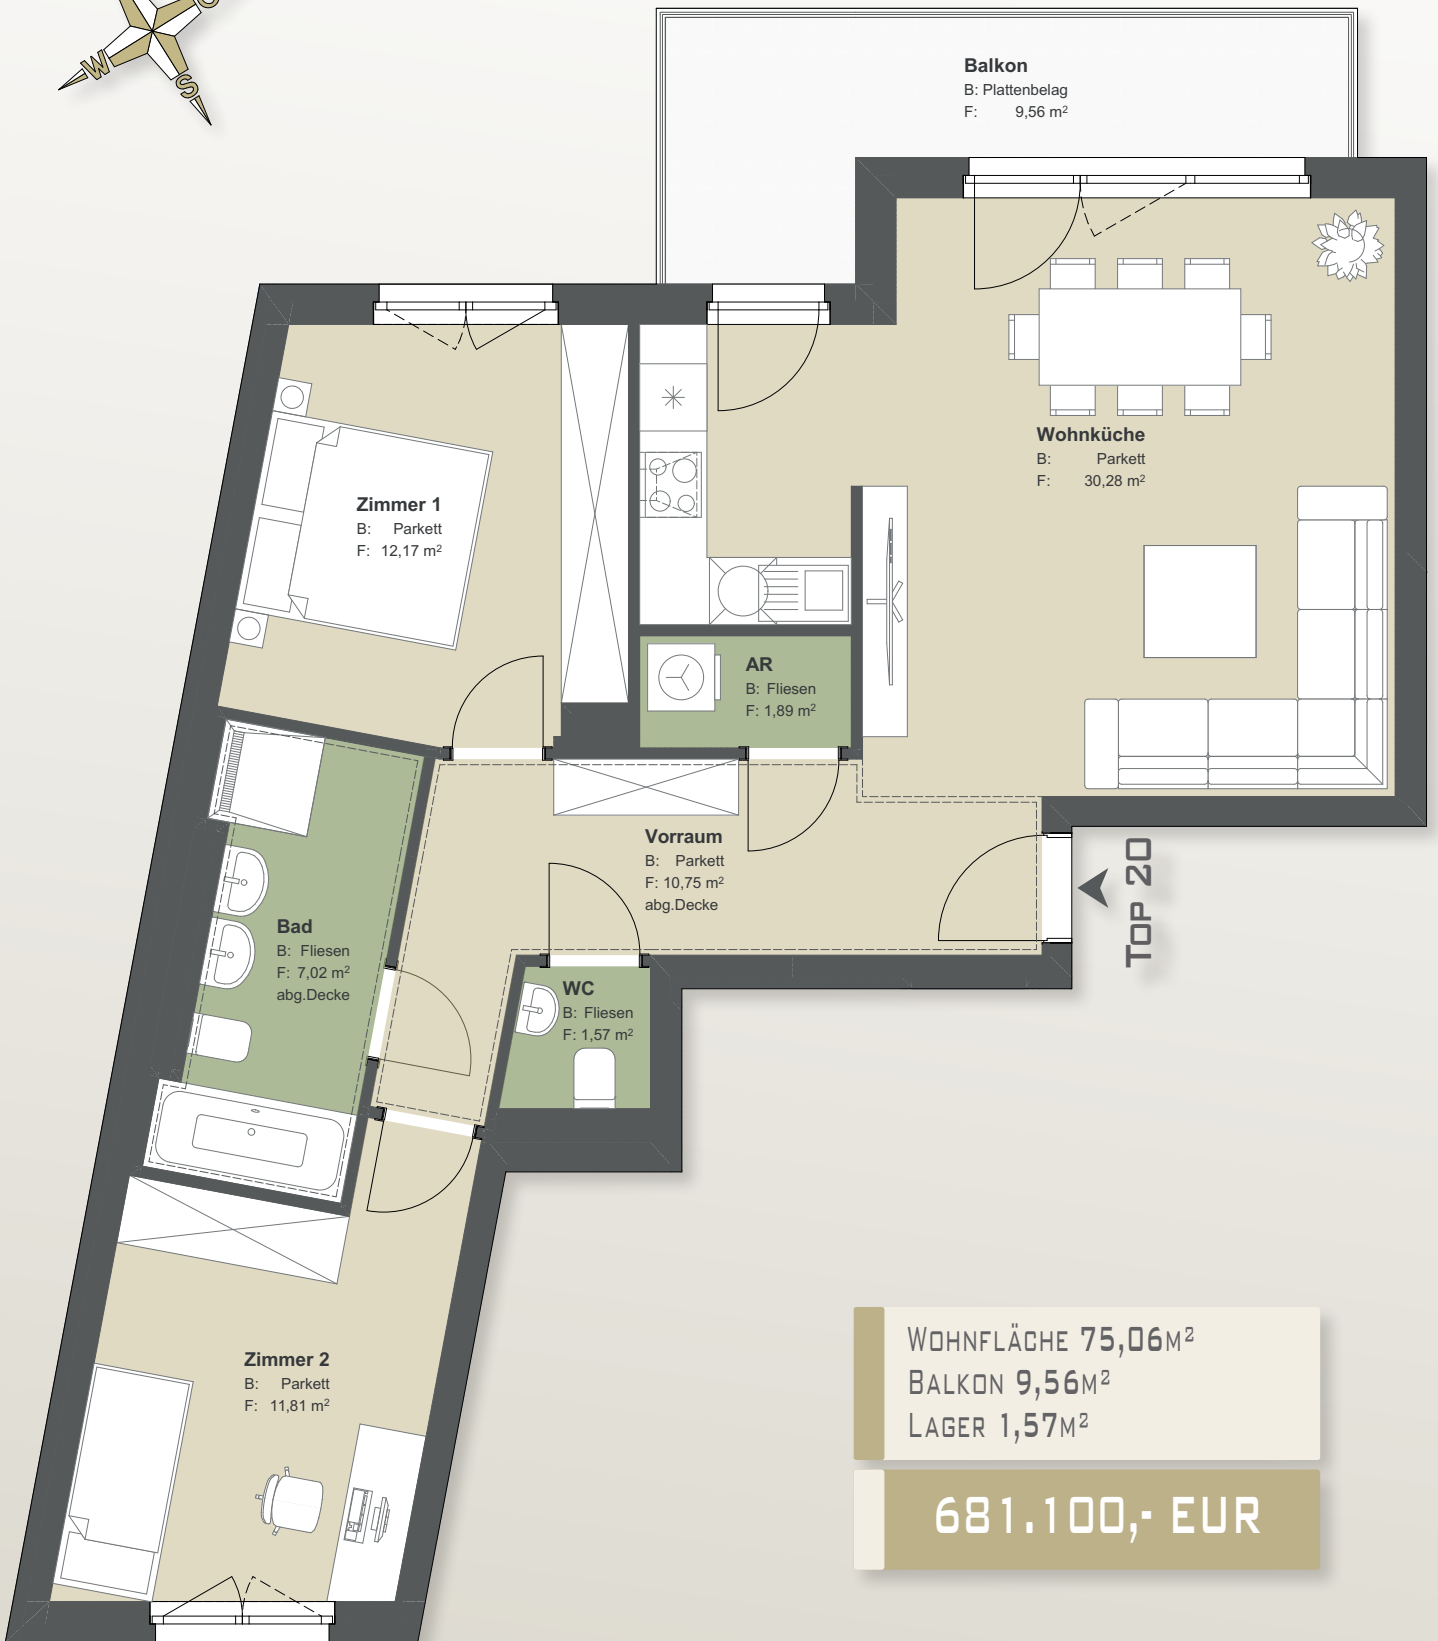 O
W
S
Balkon
B: Plattenbelag
F: 9,56 m²
Wohnküche
B: Parkett
F: 30,28 m²
Zimmer 1
B: Parkett
F: 12,17 m²
AR
B: Fliesen
F: 1,89 m²
Vorraum
B: Parkett
F: 10,75 m²
abg.Decke
TOP 20
Bad
B: Fliesen
F: 7,02 m²
abg.Decke
WC
B: Fliesen
F: 1,57 m²
Zimmer 2
B: Parkett
F: 11,81 m²
WOHNFLÄCHE 75,06M²
BALKON 9,56M²
LAGER 1,57M²
681.100,- EUR